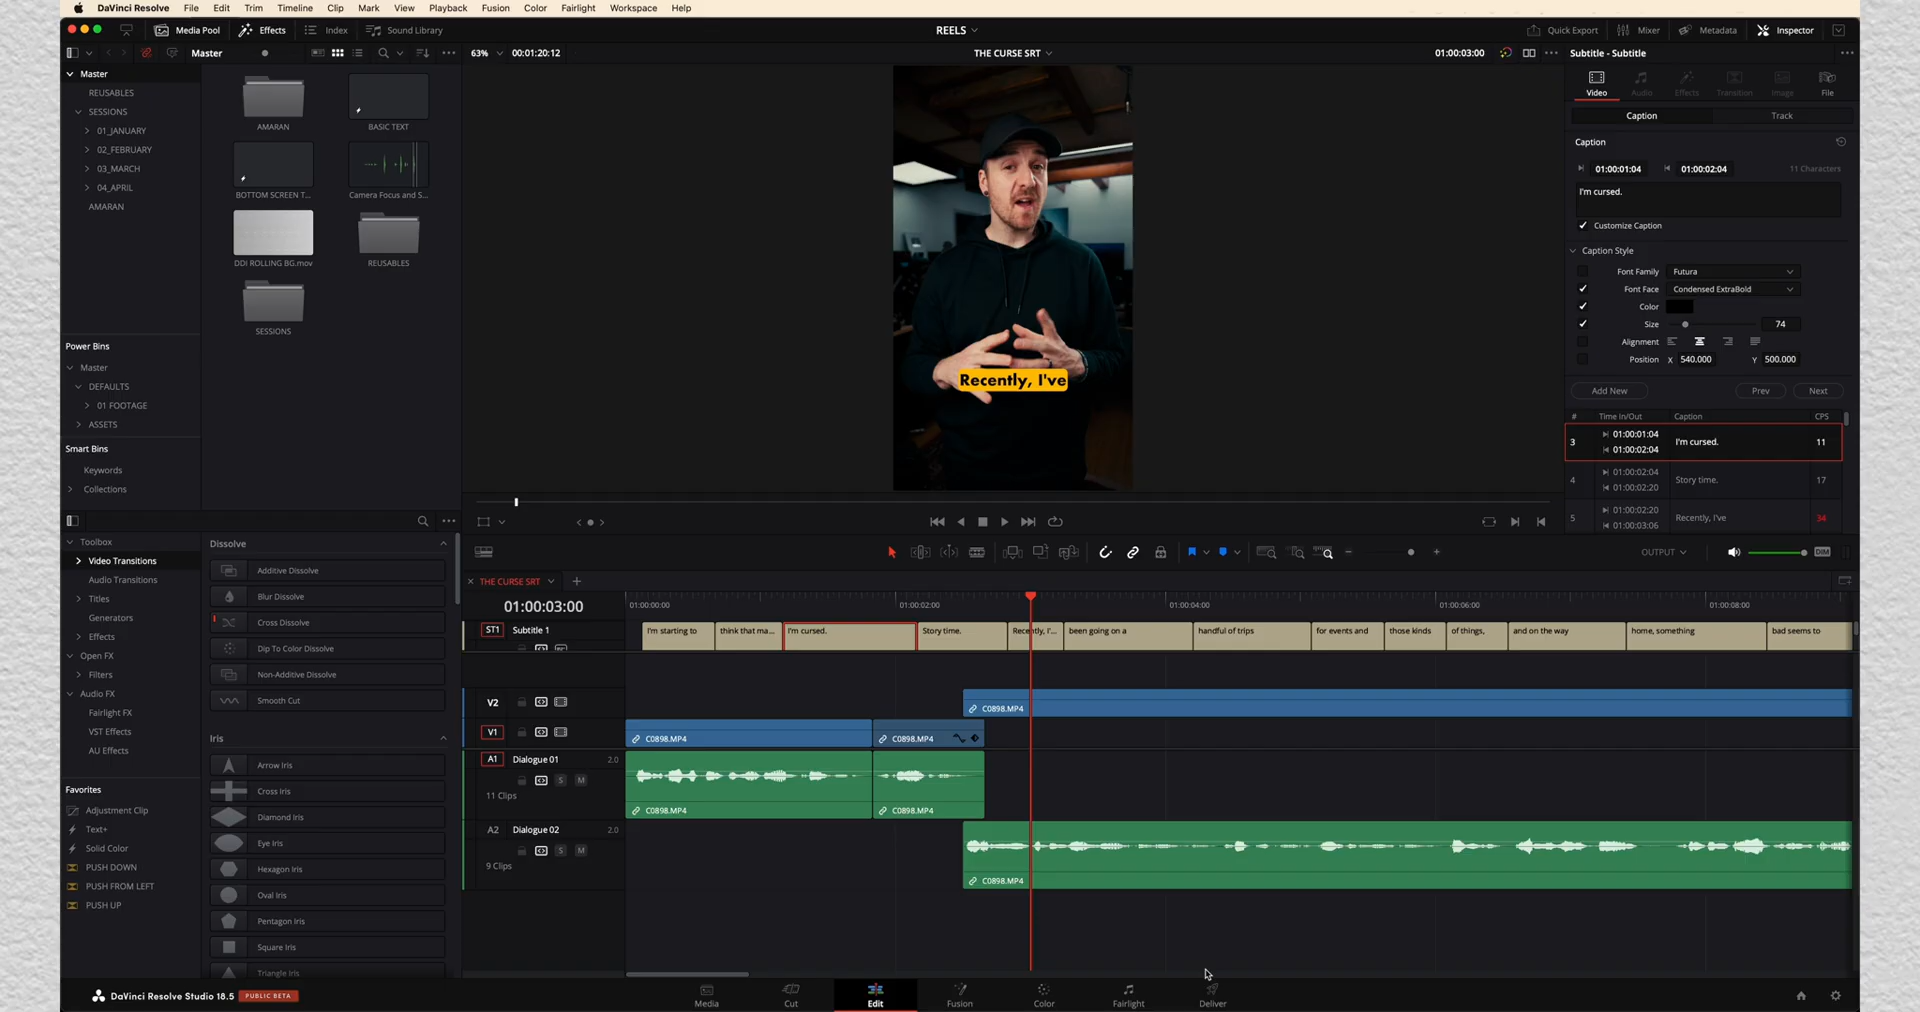 DaVinci Resolve File Edit Trim Timeline Clip Mark View Playback Fusion Color Fairlight Workspace Help
Media Pool Effects Index Sound Library REELS Quick Export Mixer Metadata Inspector
Master 63% 00:01:20:12 THE CURSE SRT 01:00:03:00 Subtitle - Subtitle
Master
REUSABLES
SESSIONS
01_JANUARY
02_FEBRUARY
03_MARCH
04_APRIL
AMARAN
AMARAN BASIC TEXT
BOTTOM SCREEN T... Camera Focus and S...
DDI ROLLING BG.mov REUSABLES
SESSIONS
Power Bins
Master
DEFAULTS
01 FOOTAGE
ASSETS
Smart Bins
Keywords
Collections
Recently, I've
Video Audio Effects Transition Image File
Caption Track
Caption
01:00:01:04 01:00:02:04 11 Characters
I'm cursed.
Customize Caption
Caption Style
Font Family Futura
Font Face Condensed ExtraBold
Color
Size 74
Alignment
Position X 540.000 Y 500.000
Add New Prev Next
# Time In/Out Caption CPS
3 01:00:01:04 I'm cursed. 11
01:00:02:04
4 01:00:02:04 Story time. 17
01:00:02:20
5 01:00:02:20 Recently, I've 34
01:00:03:06
Toolbox
Video Transitions
Audio Transitions
Titles
Generators
Effects
Open FX
Filters
Audio FX
Fairlight FX
VST Effects
AU Effects
Favorites
Adjustment Clip
Text+
Solid Color
PUSH DOWN
PUSH FROM LEFT
PUSH UP
Dissolve
Additive Dissolve
Blur Dissolve
Cross Dissolve
Dip To Color Dissolve
Non-Additive Dissolve
Smooth Cut
Iris
Arrow Iris
Cross Iris
Diamond Iris
Eye Iris
Hexagon Iris
Oval Iris
Pentagon Iris
Square Iris
Triangle Iris
OUTPUT DIM
THE CURSE SRT
01:00:03:00 01:00:00:00 01:00:02:00 01:00:04:00 01:00:06:00 01:00:08:00
ST1 Subtitle 1 I'm starting to think that ma... I'm cursed. Story time. Recently, I'... been going on a handful of trips for events and those kinds of things, and on the way home, something bad seems to
V2 C0898.MP4
V1 C0898.MP4 C0898.MP4
A1 Dialogue 01 2.0
S M
11 Clips
C0898.MP4 C0898.MP4
A2 Dialogue 02 2.0
S M
9 Clips
C0898.MP4
DaVinci Resolve Studio 18.5 PUBLIC BETA
Media Cut Edit Fusion Color Fairlight Deliver